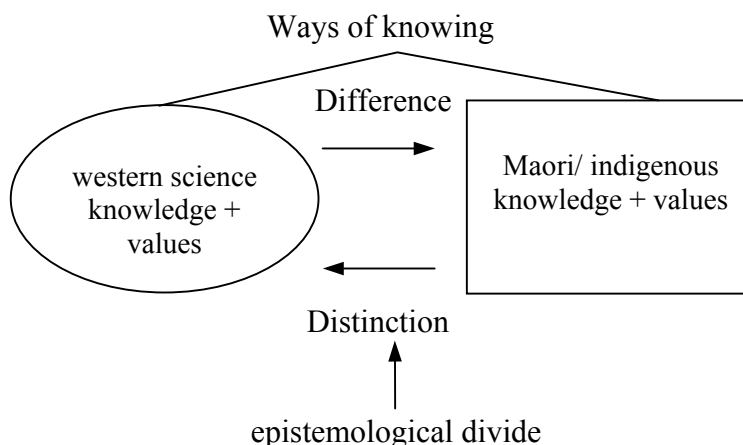 Ways of knowing
Difference
western science
knowledge +
values
Maori/ indigenous
knowledge + values
Distinction
epistemological divide